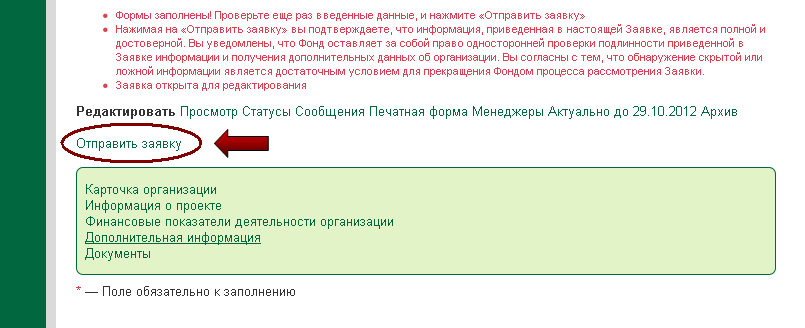 Формы заполнены! Проверьте еще раз введенные данные, и нажмите «Отправить заявку»
Нажимая на «Отправить заявку» вы подтверждаете, что информация, приведенная в настоящей Заявке, является полной и
достоверной. Вы уведомлены, что Фонд оставляет за собой право односторонней проверки подлинности приведенной в
Заявке информации и получения дополнительных данных об организации. Вы согласны с тем, что обнаружение скрытой или
ложной информации является достаточным условием для прекращения Фондом процесса рассмотрения Заявки.
Заявка открыта для редактирования
Редактировать Просмотр Статусы Сообщения Печатная форма Менеджеры Актуально до 29.10.2012 Архив
Отправить заявку
Карточка организации
Информация о проекте
Финансовые показатели деятельности организации
Дополнительная информация
Документы
* — Поле обязательно к заполнению